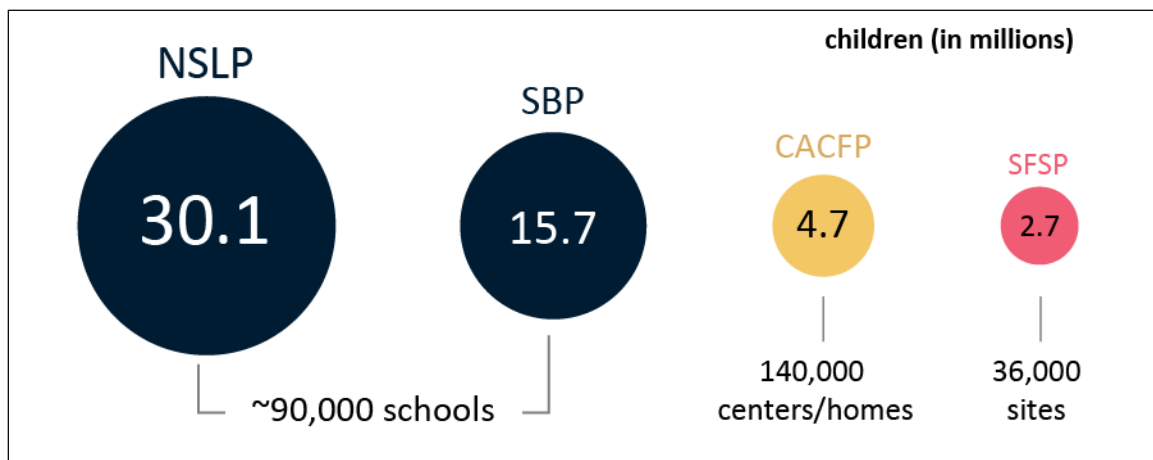 children (in millions)
NSLP
SBP
CACFP
SFSP
30.1
15.7
4.7
2.7
~90,000 schools
140,000
centers/homes
36,000
sites